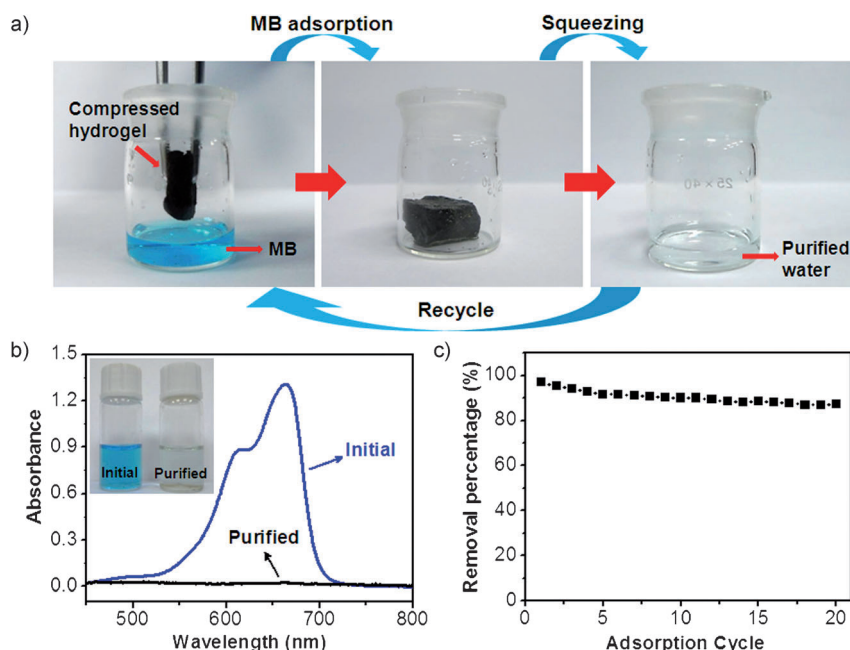 a)
MB adsorption
Squeezing
Compressed
hydrogel
MB
25×40
Purified
water
Recycle
b)
1.5
1.2
0.9
0.6
0.3
0.0
Absorbance
Initial
Purified
Initial
Purified
500
600
700
800
Wavelength (nm)
c)
100
80
60
40
20
0
Removal percentage (%)
0
5
10
15
20
Adsorption Cycle